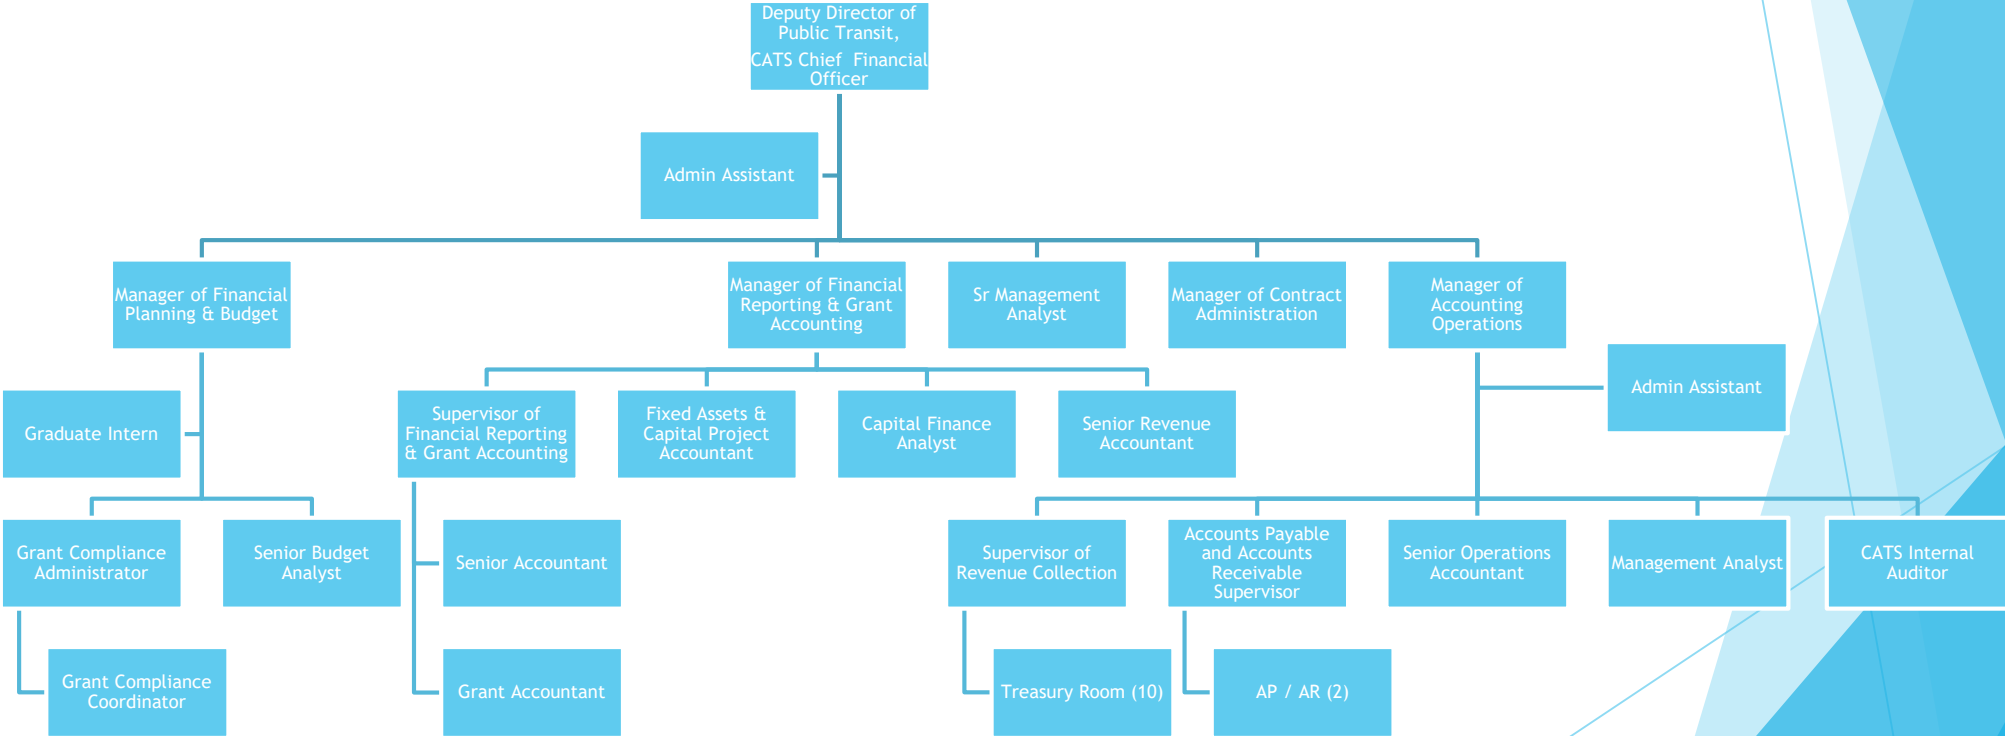 Deputy Director of
Public Transit,
CATS Chief  Financial
Officer
Admin Assistant
Manager of Financial
Planning & Budget
Manager of Financial
Reporting & Grant
Accounting
Sr Management
Analyst
Manager of Contract
Administration
Manager of
Accounting
Operations
Admin Assistant
Graduate Intern
Supervisor of
Financial Reporting
& Grant Accounting
Fixed Assets &
Capital Project
Accountant
Capital Finance
Analyst
Senior Revenue
Accountant
Grant Compliance
Administrator
Senior Budget
Analyst
Senior Accountant
Supervisor of
Revenue Collection
Accounts Payable
and Accounts
Receivable
Supervisor
Senior Operations
Accountant
Management Analyst
CATS Internal
Auditor
Grant Compliance
Coordinator
Grant Accountant
Treasury Room (10)
AP / AR (2)